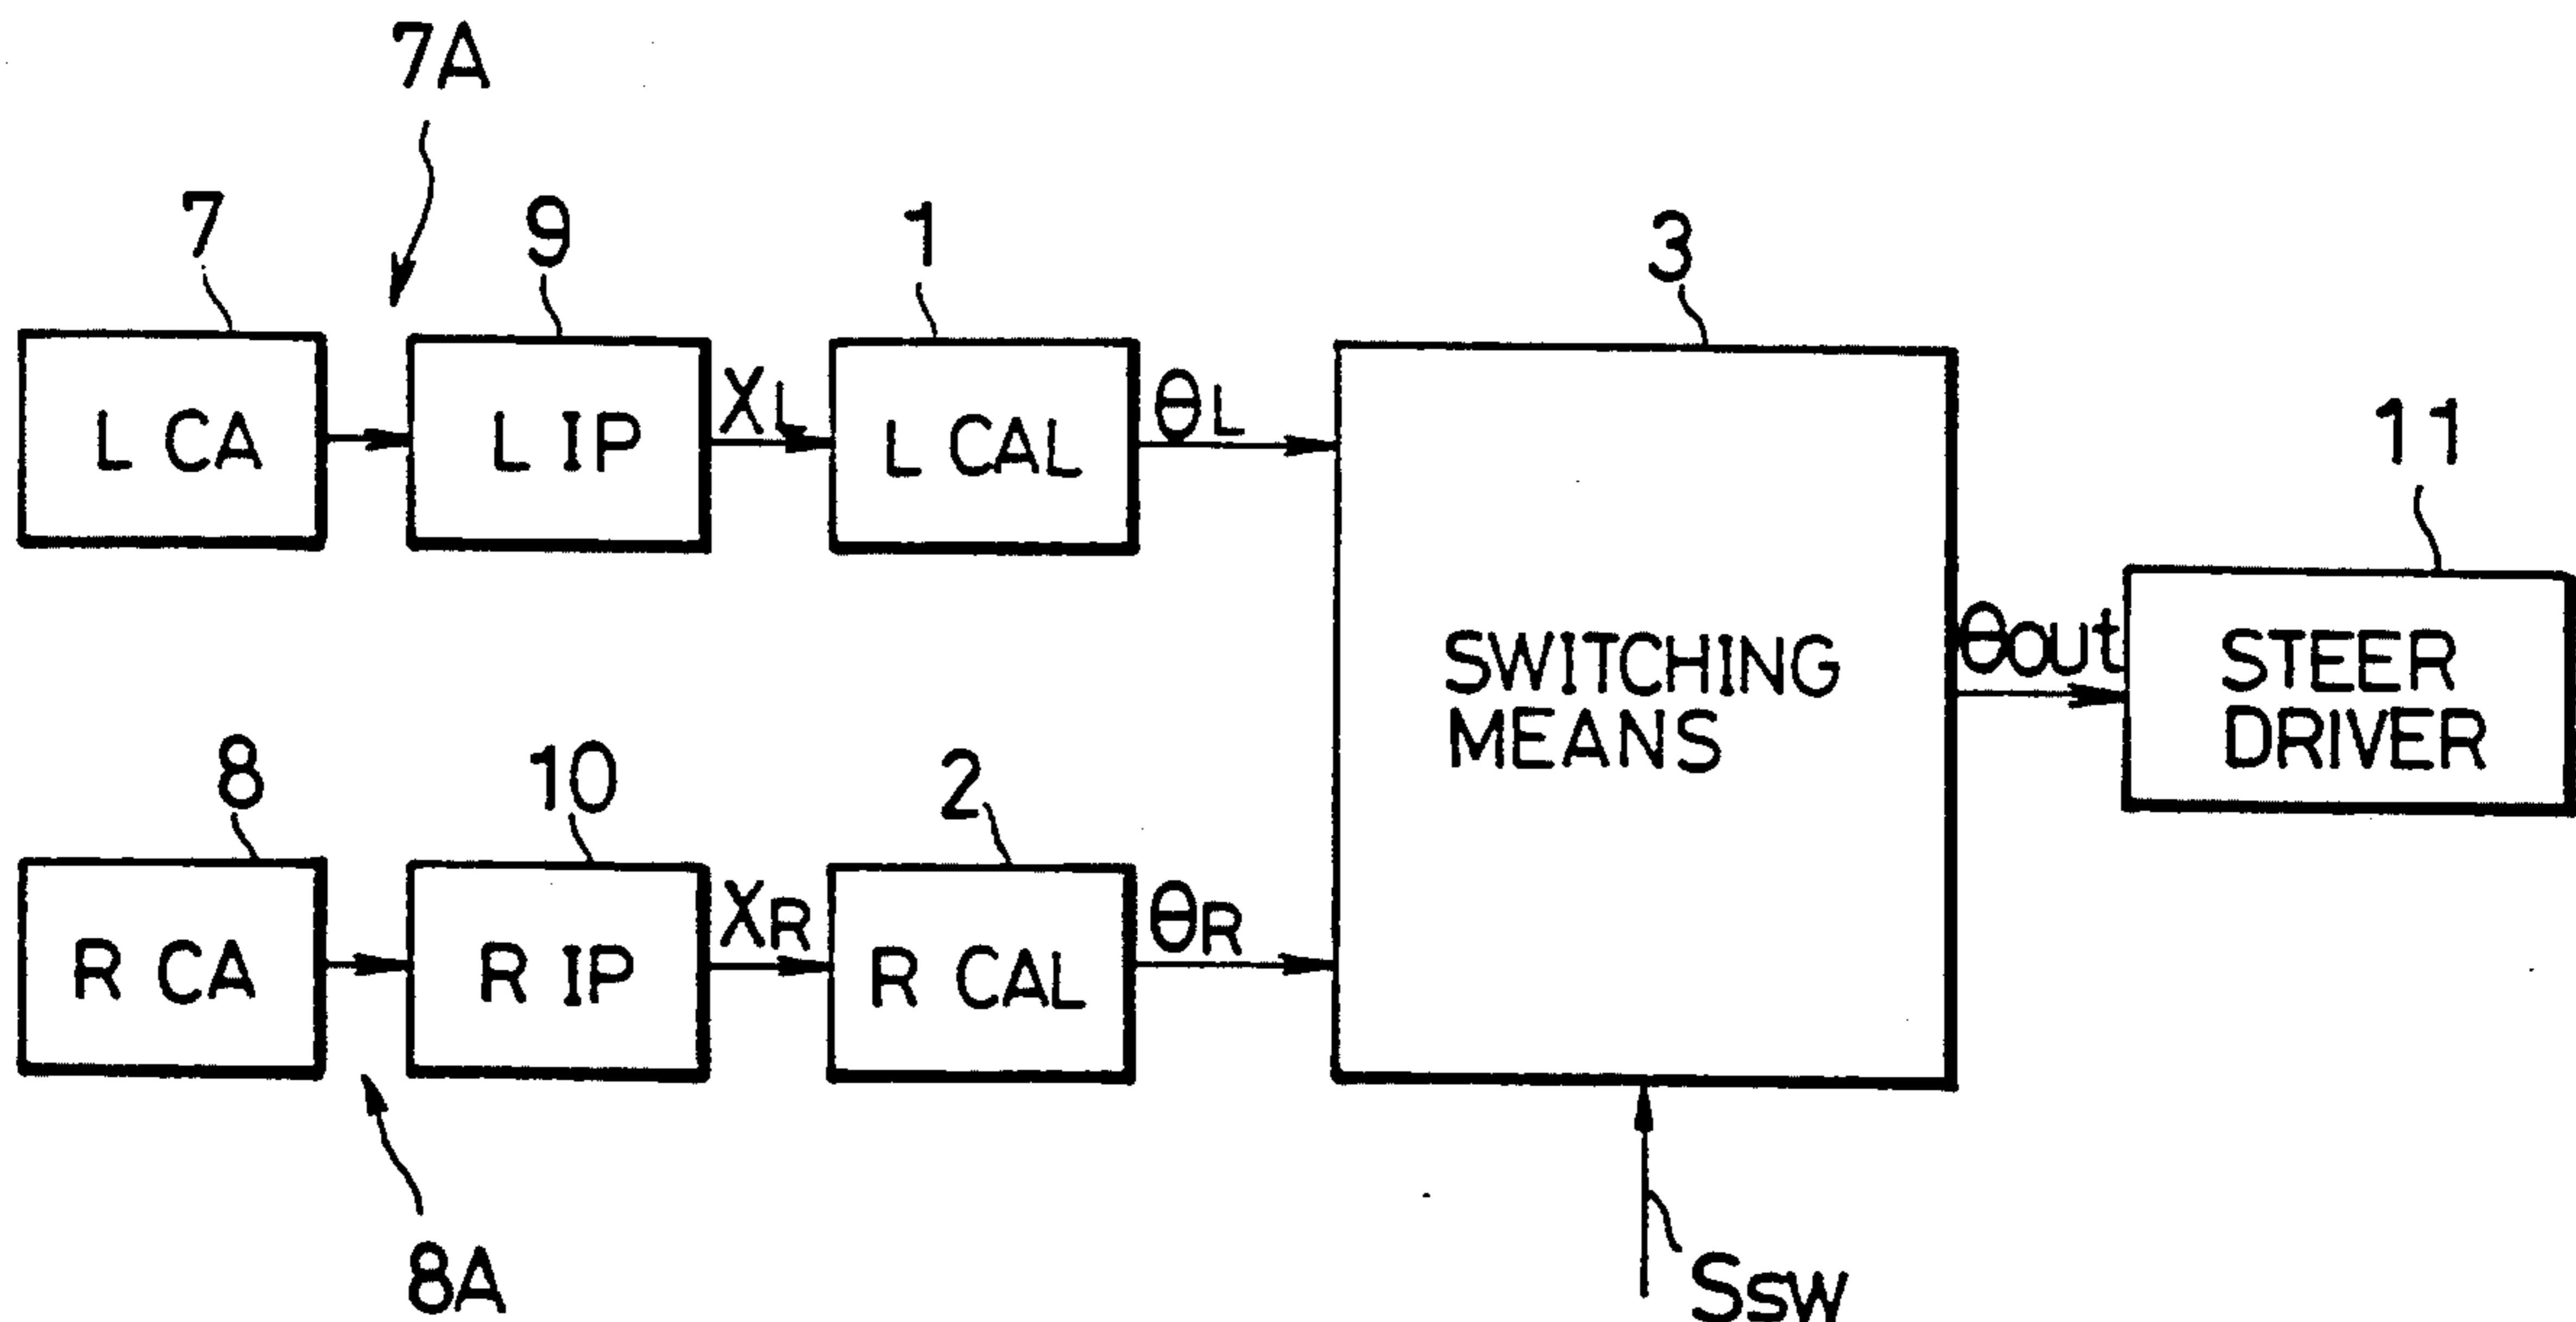 7A
7
9
1
3
L CA
L IP
XL
L CAL
θL
11
SWITCHING
MEANS
θout
STEER
DRIVER
8
10
2
R CA
R IP
XR
R CAL
θR
8A
Ssw